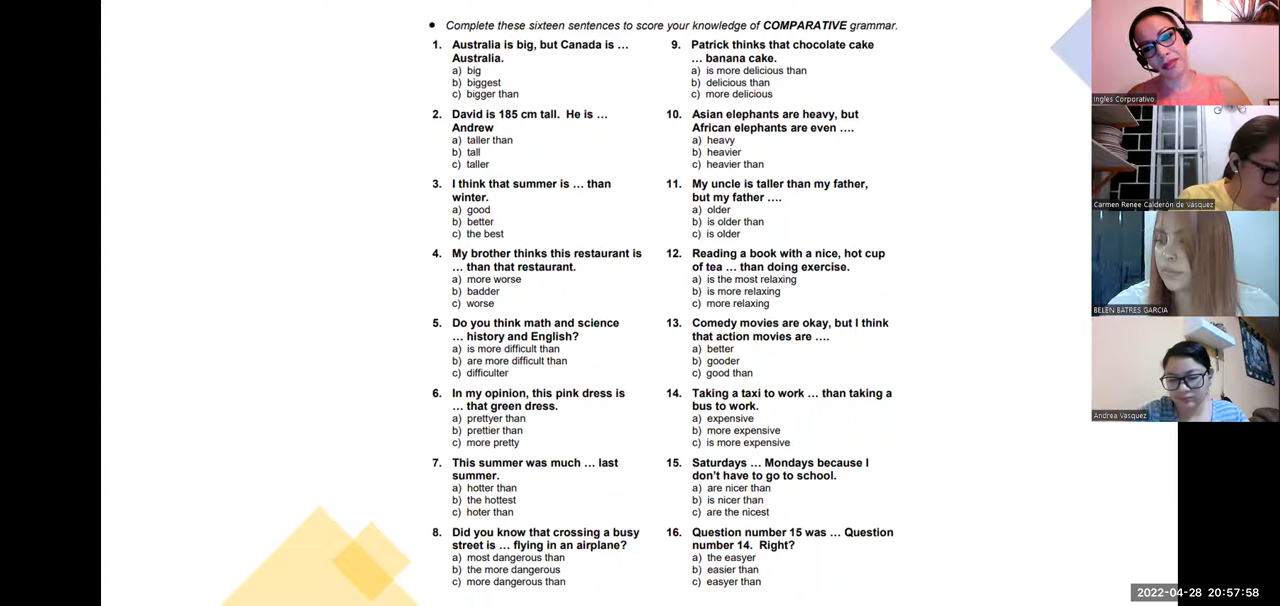 • Complete these sixteen sentences to score your knowledge of COMPARATIVE grammar.
1. Australia is big, but Canada is …
Australia.
a) big
b) biggest
c) bigger than
2. David is 185 cm tall. He is …
Andrew
a) taller than
b) tall
c) taller
3. I think that summer is … than
winter.
a) good
b) better
c) the best
4. My brother thinks this restaurant is
… than that restaurant.
a) more worse
b) badder
c) worse
5. Do you think math and science
… history and English?
a) is more difficult than
b) are more difficult than
c) difficulter
6. In my opinion, this pink dress is
… that green dress.
a) prettyer than
b) prettier than
c) more pretty
7. This summer was much … last
summer.
a) hotter than
b) the hottest
c) hoter than
8. Did you know that crossing a busy
street is … flying in an airplane?
a) most dangerous than
b) the more dangerous
c) more dangerous than
9. Patrick thinks that chocolate cake
… banana cake.
a) is more delicious than
b) delicious than
c) more delicious
10. Asian elephants are heavy, but
African elephants are even ….
a) heavy
b) heavier
c) heavier than
11. My uncle is taller than my father,
but my father ….
a) older
b) is older than
c) is older
12. Reading a book with a nice, hot cup
of tea … than doing exercise.
a) is the most relaxing
b) is more relaxing
c) more relaxing
13. Comedy movies are okay, but I think
that action movies are ….
a) better
b) gooder
c) good than
14. Taking a taxi to work … than taking a
bus to work.
a) expensive
b) more expensive
c) is more expensive
15. Saturdays … Mondays because I
don't have to go to school.
a) are nicer than
b) is nicer than
c) are the nicest
16. Question number 15 was … Question
number 14. Right?
a) the easyer
b) easier than
c) easyer than
Ingles Corporativo
Carmen Renee Calderón de Vásquez
BELEN BATRES GARCIA
Andrea Vasquez
2022-04-28 20:57:58